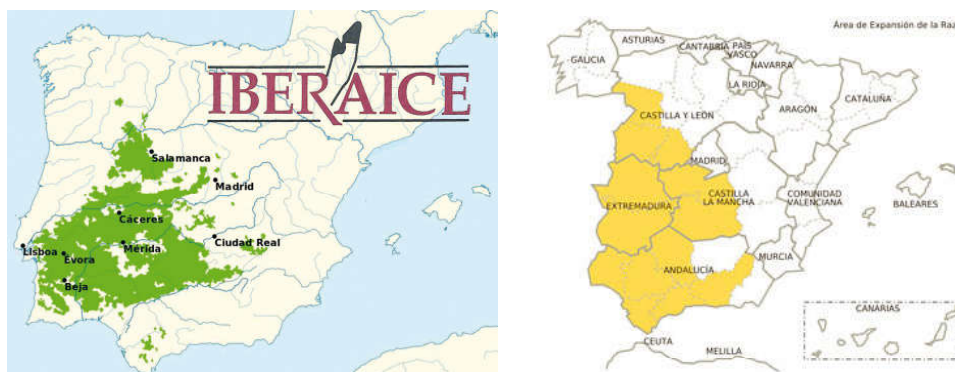 IBERAICE
Salamanca
Madrid
Cáceres
Lisboa
Évora
Mérida
Ciudad Real
Beja
Área de Expansión de la Raz
ASTURIAS
CANTABRIA
PAÍS
VASCO
GALICIA
NAVARRA
LA RIOJA
CATALUÑA
ARAGÓN
CASTILLA Y LEÓN
MADRID
EXTREMADURA
CASTILLA
LA MANCHA
COMUNIDAD
VALENCIANA
BALEARES
ANDALUCÍA
MURCIA
CANARIAS
CEUTA
MELILLA